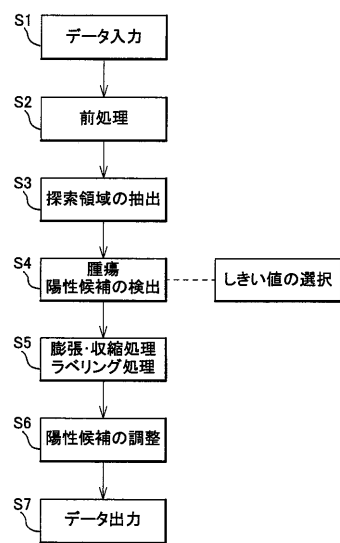 S1
データ入力
S2
前処理
S3
探索領域の抽出
S4
腫瘍
陽性候補の検出
しきい値の選択
S5
膨張・収縮処理
ラベリング処理
S6
陽性候補の調整
S7
データ出力